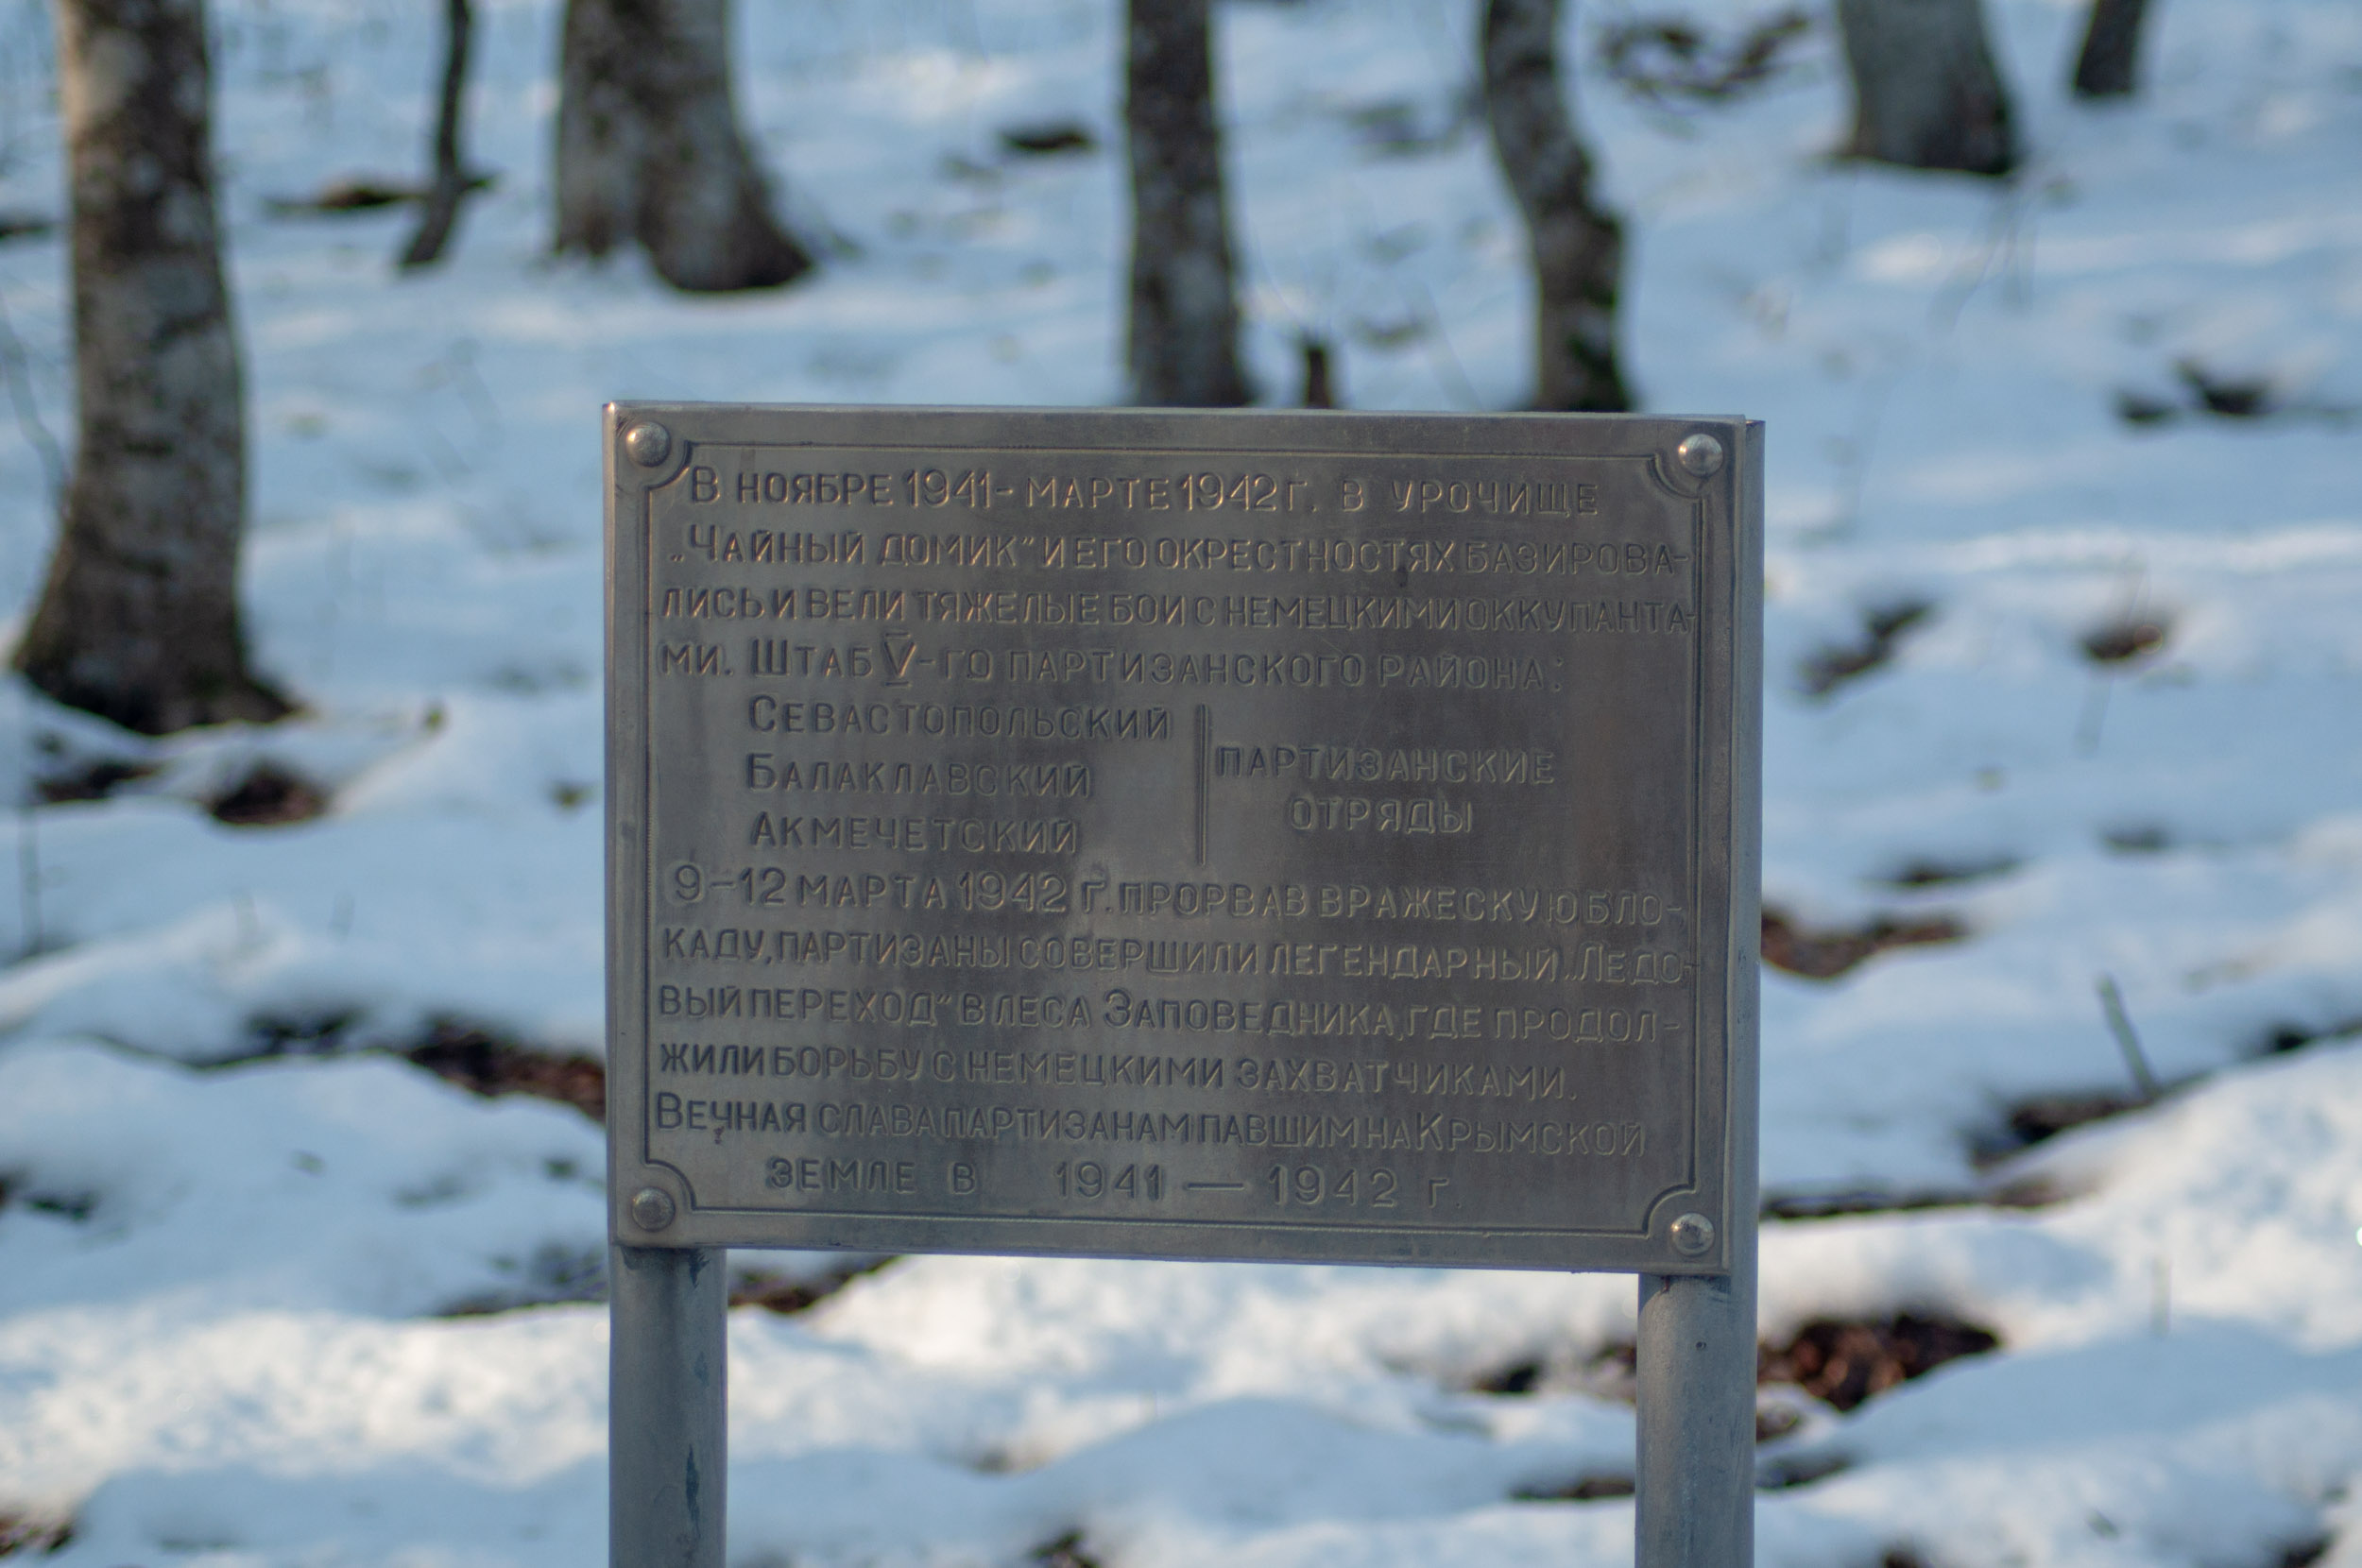 В НОЯБРЕ 1941- МАРТЕ 1942 Г. В УРОЧИЩЕ
„ЧАЙНЫЙ ДОМИК" И ЕГО ОКРЕСТНОСТЯХ БАЗИРОВА-
ЛИСЬ И ВЕЛИ ТЯЖЕЛЫЕ БОИ С НЕМЕЦКИМИ ОККУПАНТА-
МИ. ШТАБ V-ГО ПАРТИЗАНСКОГО РАЙОНА:
СЕВАСТОПОЛЬСКИЙ
БАЛАКЛАВСКИЙ
АКМЕЧЕТСКИЙ
ПАРТИЗАНСКИЕ
ОТРЯДЫ
9-12 МАРТА 1942 Г. ПРОРВАВ ВРАЖЕСКУЮ БЛО-
КАДУ, ПАРТИЗАНЫ СОВЕРШИЛИ ЛЕГЕНДАРНЫЙ „ЛЕДО-
ВЫЙ ПЕРЕХОД" В ЛЕСА ЗАПОВЕДНИКА, ГДЕ ПРОДОЛ-
ЖИЛИ БОРЬБУ С НЕМЕЦКИМИ ЗАХВАТЧИКАМИ.
ВЕЧНАЯ СЛАВА ПАРТИЗАНАМ ПАВШИМ НА КРЫМСКОЙ
ЗЕМЛЕ В 1941 — 1942 Г.